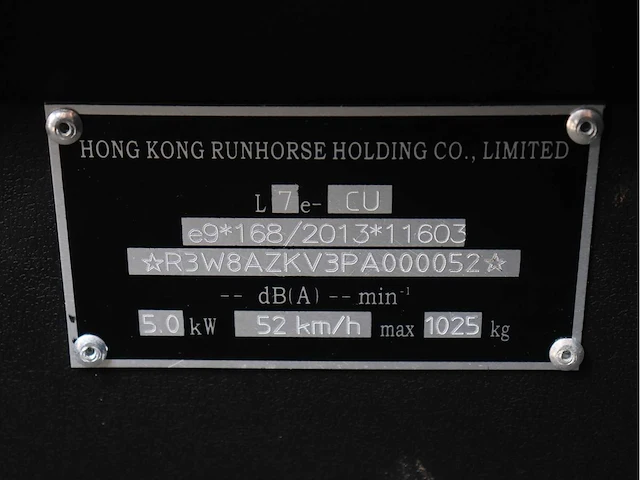 HONG KONG RUNHORSE HOLDING CO., LIMITED
L 7 e- CU
e9*168/2013*11603
☆R3W8AZKV3PA000052☆
-- dB(A) -- min⁻¹
5.0 kW 52 km/h max 1025 kg